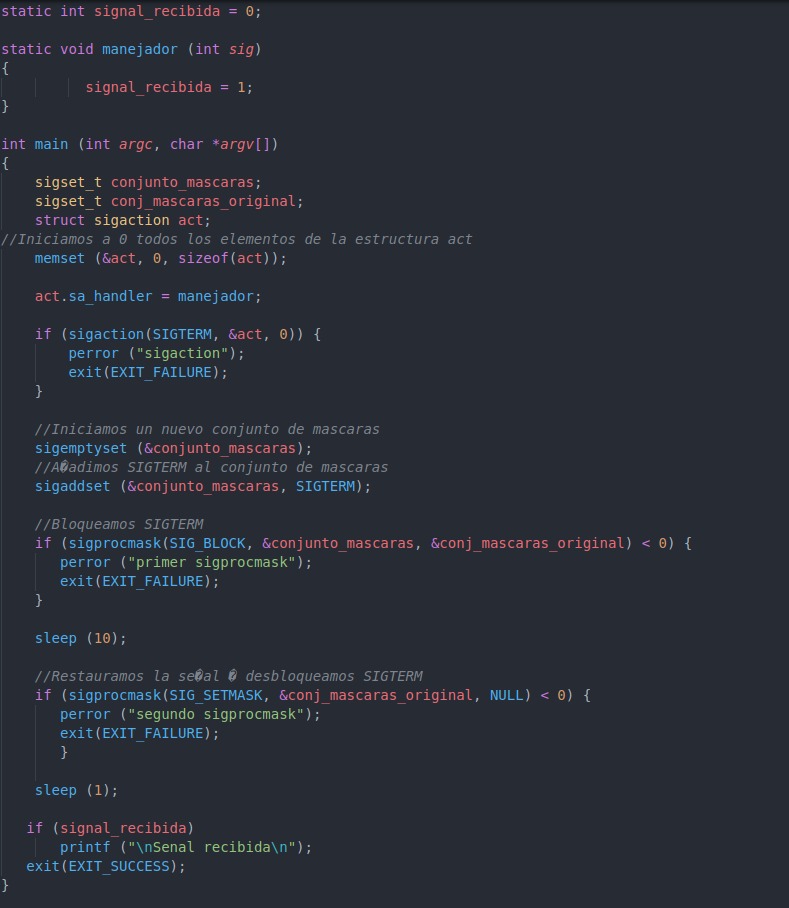 static int signal_recibida = 0;
static void manejador (int sig)
{
signal_recibida = 1;
}
int main (int argc, char *argv[])
{
sigset_t conjunto_mascaras;
sigset_t conj_mascaras_original;
struct sigaction act;
//Iniciamos a 0 todos los elementos de la estructura act
memset (&act, 0, sizeof(act));
act.sa_handler = manejador;
if (sigaction(SIGTERM, &act, 0)) {
perror ("sigaction");
exit(EXIT_FAILURE);
}
//Iniciamos un nuevo conjunto de mascaras
sigemptyset (&conjunto_mascaras);
//A�adimos SIGTERM al conjunto de mascaras
sigaddset (&conjunto_mascaras, SIGTERM);
//Bloqueamos SIGTERM
if (sigprocmask(SIG_BLOCK, &conjunto_mascaras, &conj_mascaras_original) < 0) {
perror ("primer sigprocmask");
exit(EXIT_FAILURE);
}
sleep (10);
//Restauramos la se�al � desbloqueamos SIGTERM
if (sigprocmask(SIG_SETMASK, &conj_mascaras_original, NULL) < 0) {
perror ("segundo sigprocmask");
exit(EXIT_FAILURE);
}
sleep (1);
if (signal_recibida)
printf ("\nSenal recibida\n");
exit(EXIT_SUCCESS);
}